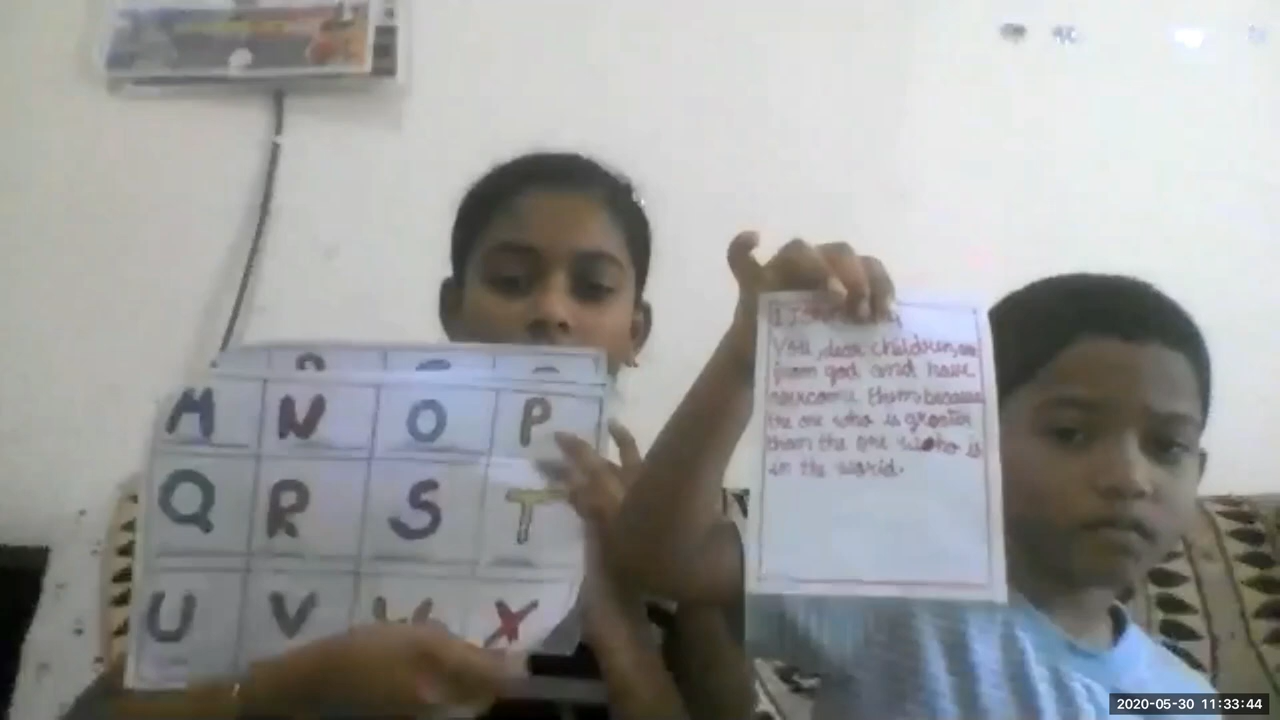 M N O P
Q R S T
U V W X
You, dear children, are
from god and have
overcome them, because
the one who is greater
than the one who is
in the world.
2020-05-30 11:33:44